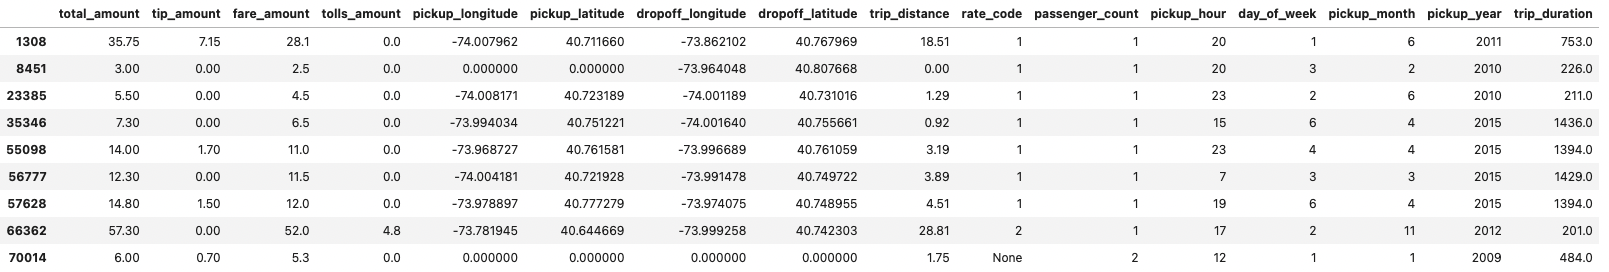 total_amount tip_amount fare_amount tolls_amount pickup_longitude pickup_latitude dropoff_longitude dropoff_latitude trip_distance rate_code passenger_count pickup_hour day_of_week pickup_month pickup_year trip_duration
1308 35.75 7.15 28.1 0.0 -74.007962 40.711660 -73.862102 40.767969 18.51 1 1 20 1 6 2011 753.0
8451 3.00 0.00 2.5 0.0 0.000000 0.000000 -73.964048 40.807668 0.00 1 1 20 3 2 2010 226.0
23385 5.50 0.00 4.5 0.0 -74.008171 40.723189 -74.001189 40.731016 1.29 1 1 23 2 6 2010 211.0
35346 7.30 0.00 6.5 0.0 -73.994034 40.751221 -74.001640 40.755661 0.92 1 1 15 6 4 2015 1436.0
55098 14.00 1.70 11.0 0.0 -73.968727 40.761581 -73.996689 40.761059 3.19 1 1 23 4 4 2015 1394.0
56777 12.30 0.00 11.5 0.0 -74.004181 40.721928 -73.991478 40.749722 3.89 1 1 7 3 3 2015 1429.0
57628 14.80 1.50 12.0 0.0 -73.978897 40.777279 -73.974075 40.748955 4.51 1 1 19 6 4 2015 1394.0
66362 57.30 0.00 52.0 4.8 -73.781945 40.644669 -73.999258 40.742303 28.81 2 1 17 2 11 2012 201.0
70014 6.00 0.70 5.3 0.0 0.000000 0.000000 0.000000 0.000000 1.75 None 2 12 1 1 2009 484.0